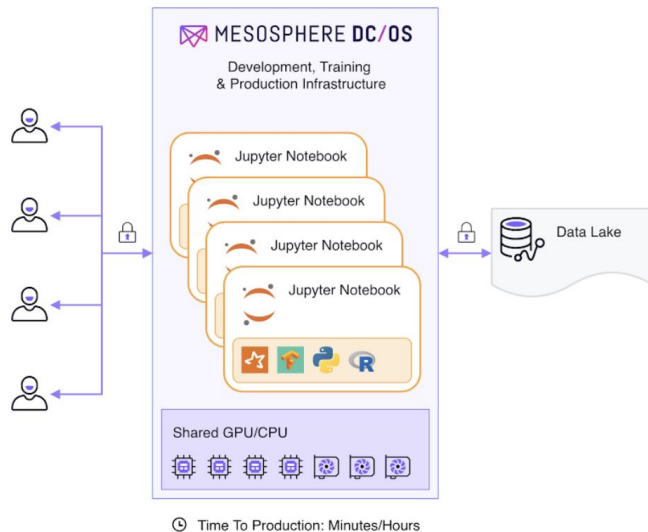 MESOSPHERE DC/OS
Development, Training
& Production Infrastructure
Jupyter Notebook
Jupyter Notebook
Jupyter Notebook
Jupyter Notebook
R
Data Lake
Shared GPU/CPU
Time To Production: Minutes/Hours